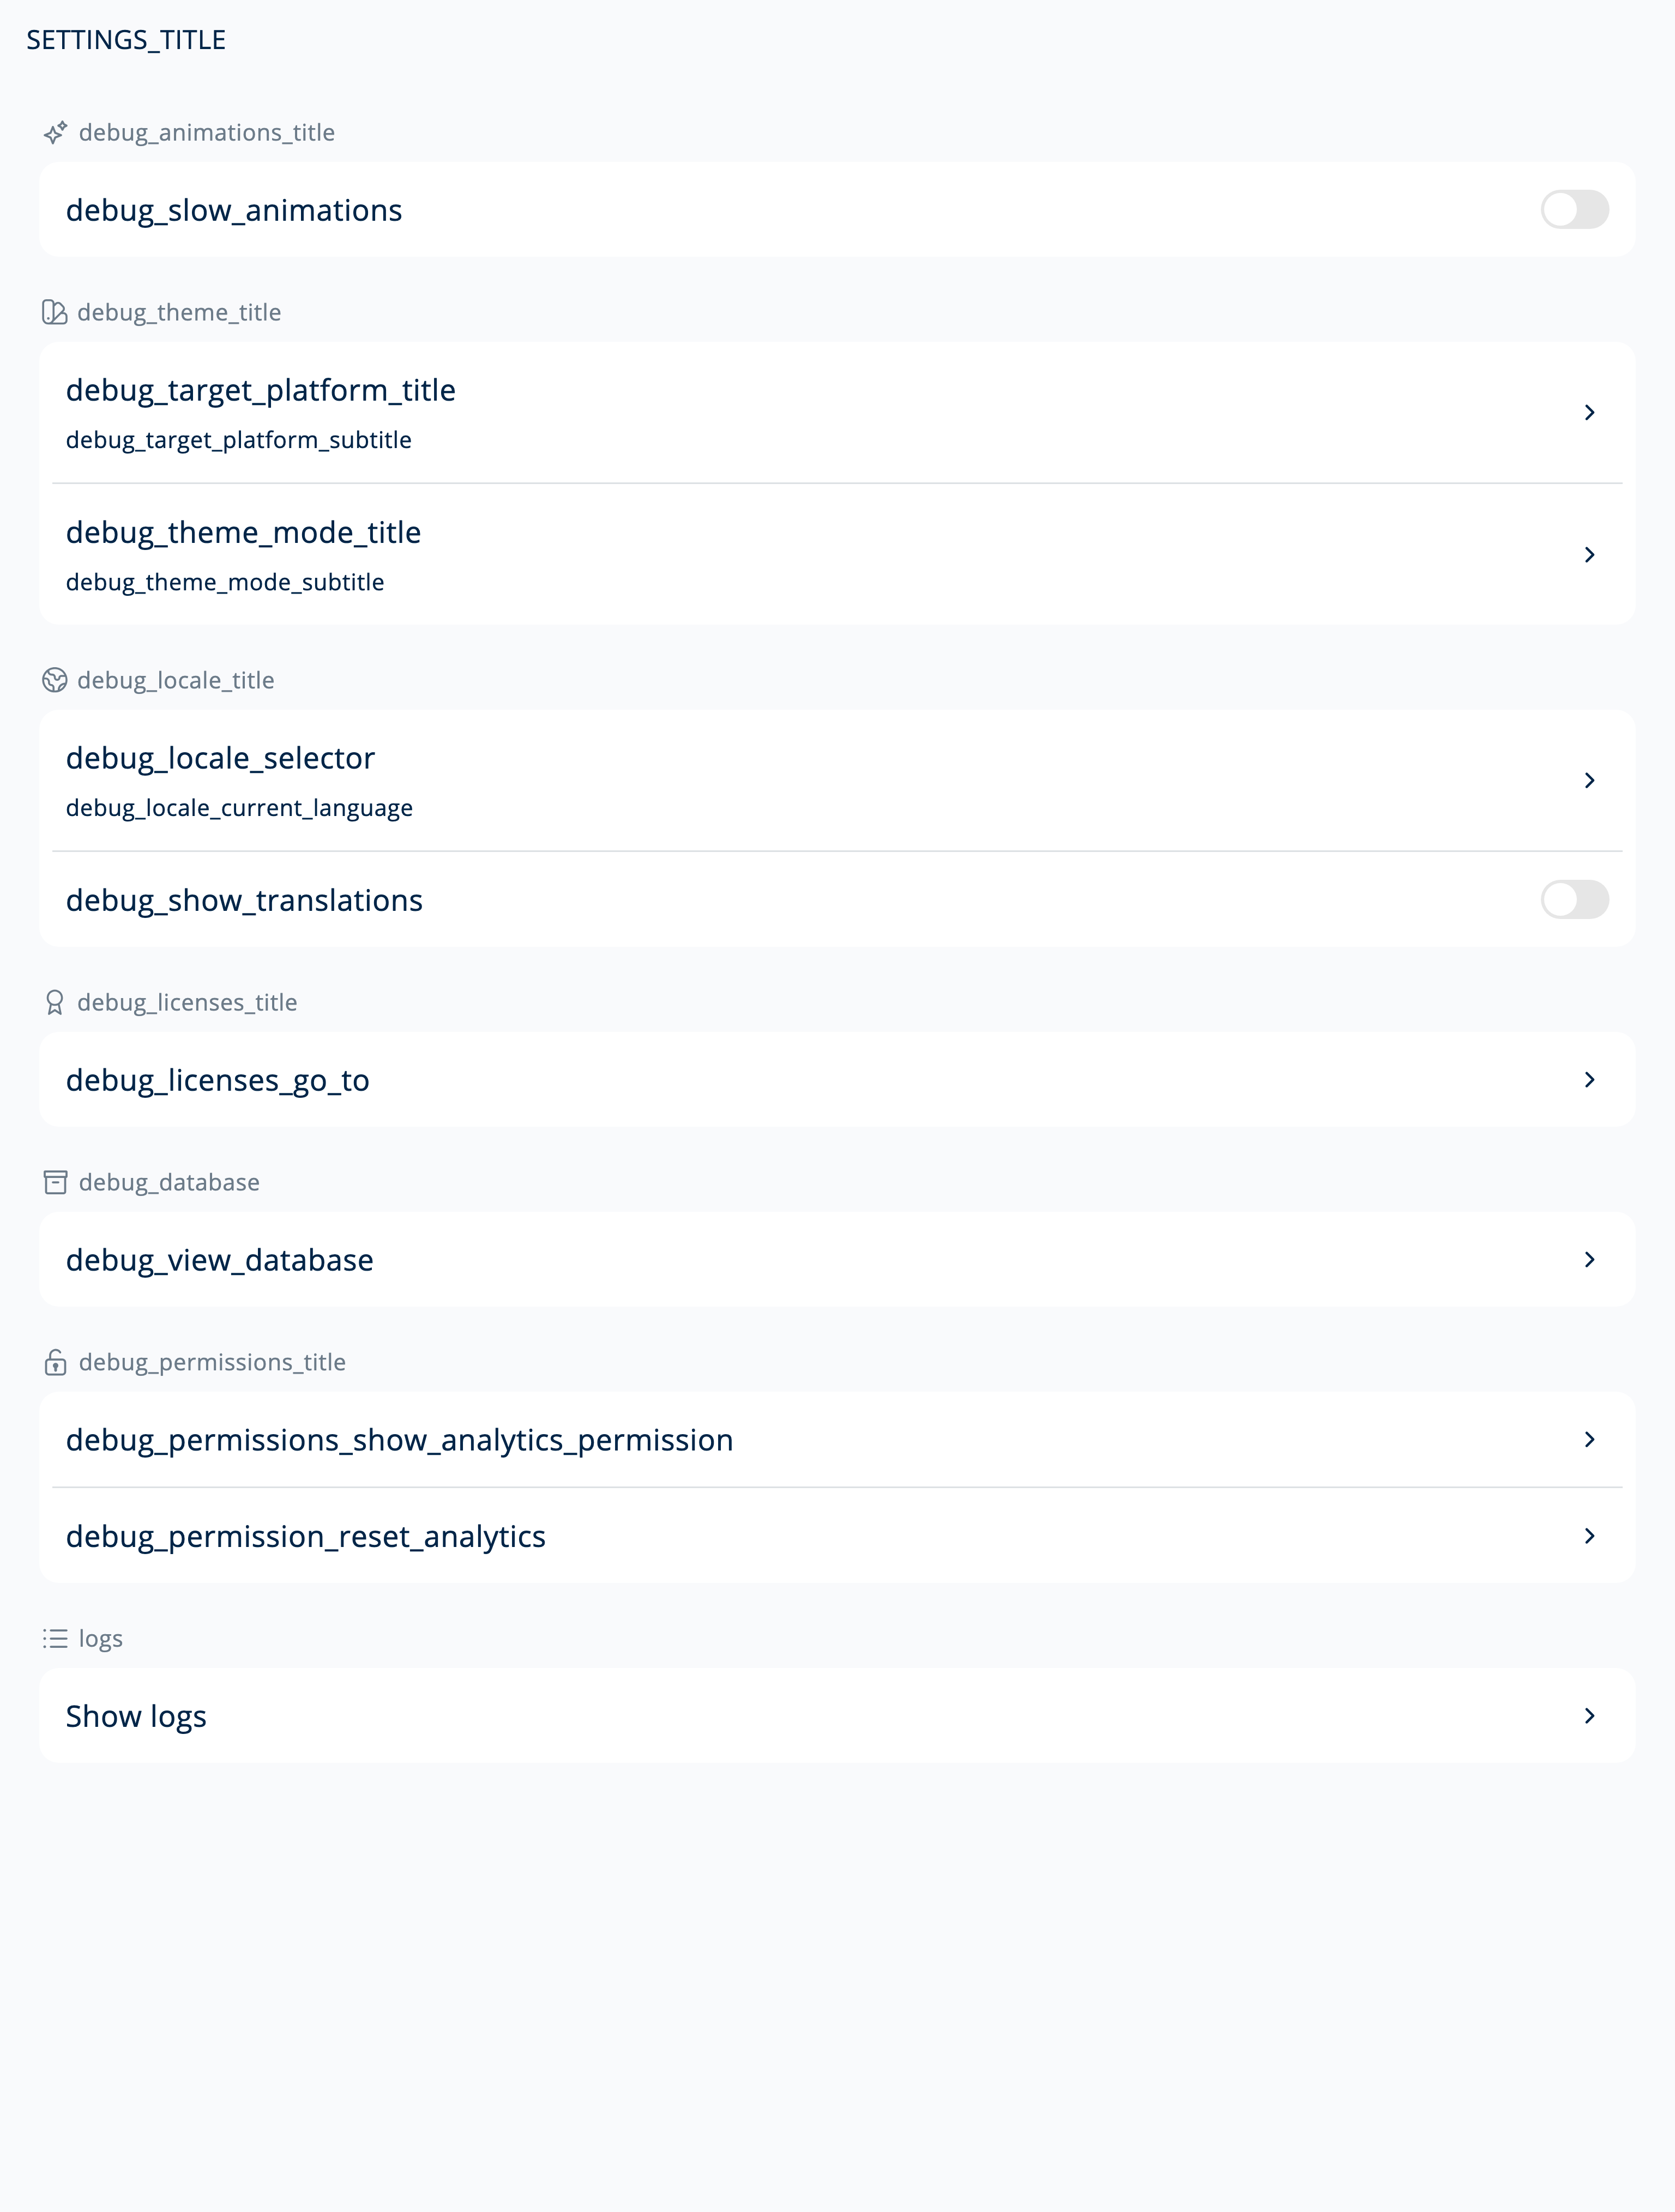 SETTINGS_TITLE
debug_animations_title
debug_slow_animations
debug_theme_title
debug_target_platform_title
debug_target_platform_subtitle
debug_theme_mode_title
debug_theme_mode_subtitle
debug_locale_title
debug_locale_selector
debug_locale_current_language
debug_show_translations
debug_licenses_title
debug_licenses_go_to
debug_database
debug_view_database
debug_permissions_title
debug_permissions_show_analytics_permission
debug_permission_reset_analytics
logs
Show logs